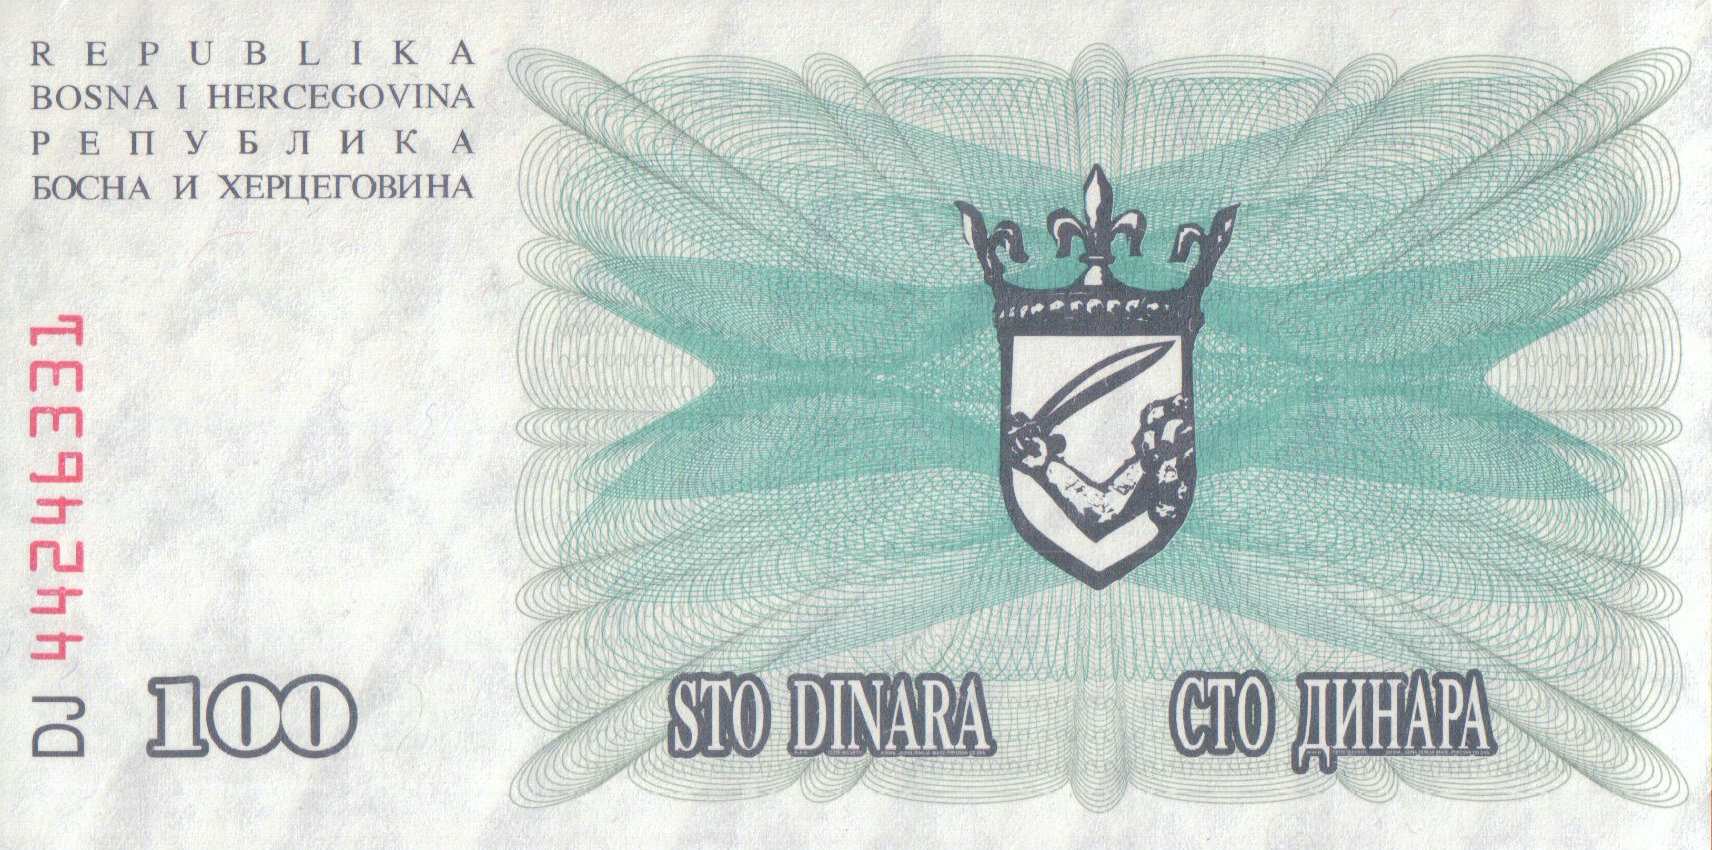 REPUBLIKA
BOSNA I HERCEGOVINA
РЕПУБЛИКА
БОСНА И ХЕРЦЕГОВИНА
DJ 44246331
100
STO DINARA
СТО ДИНАРА